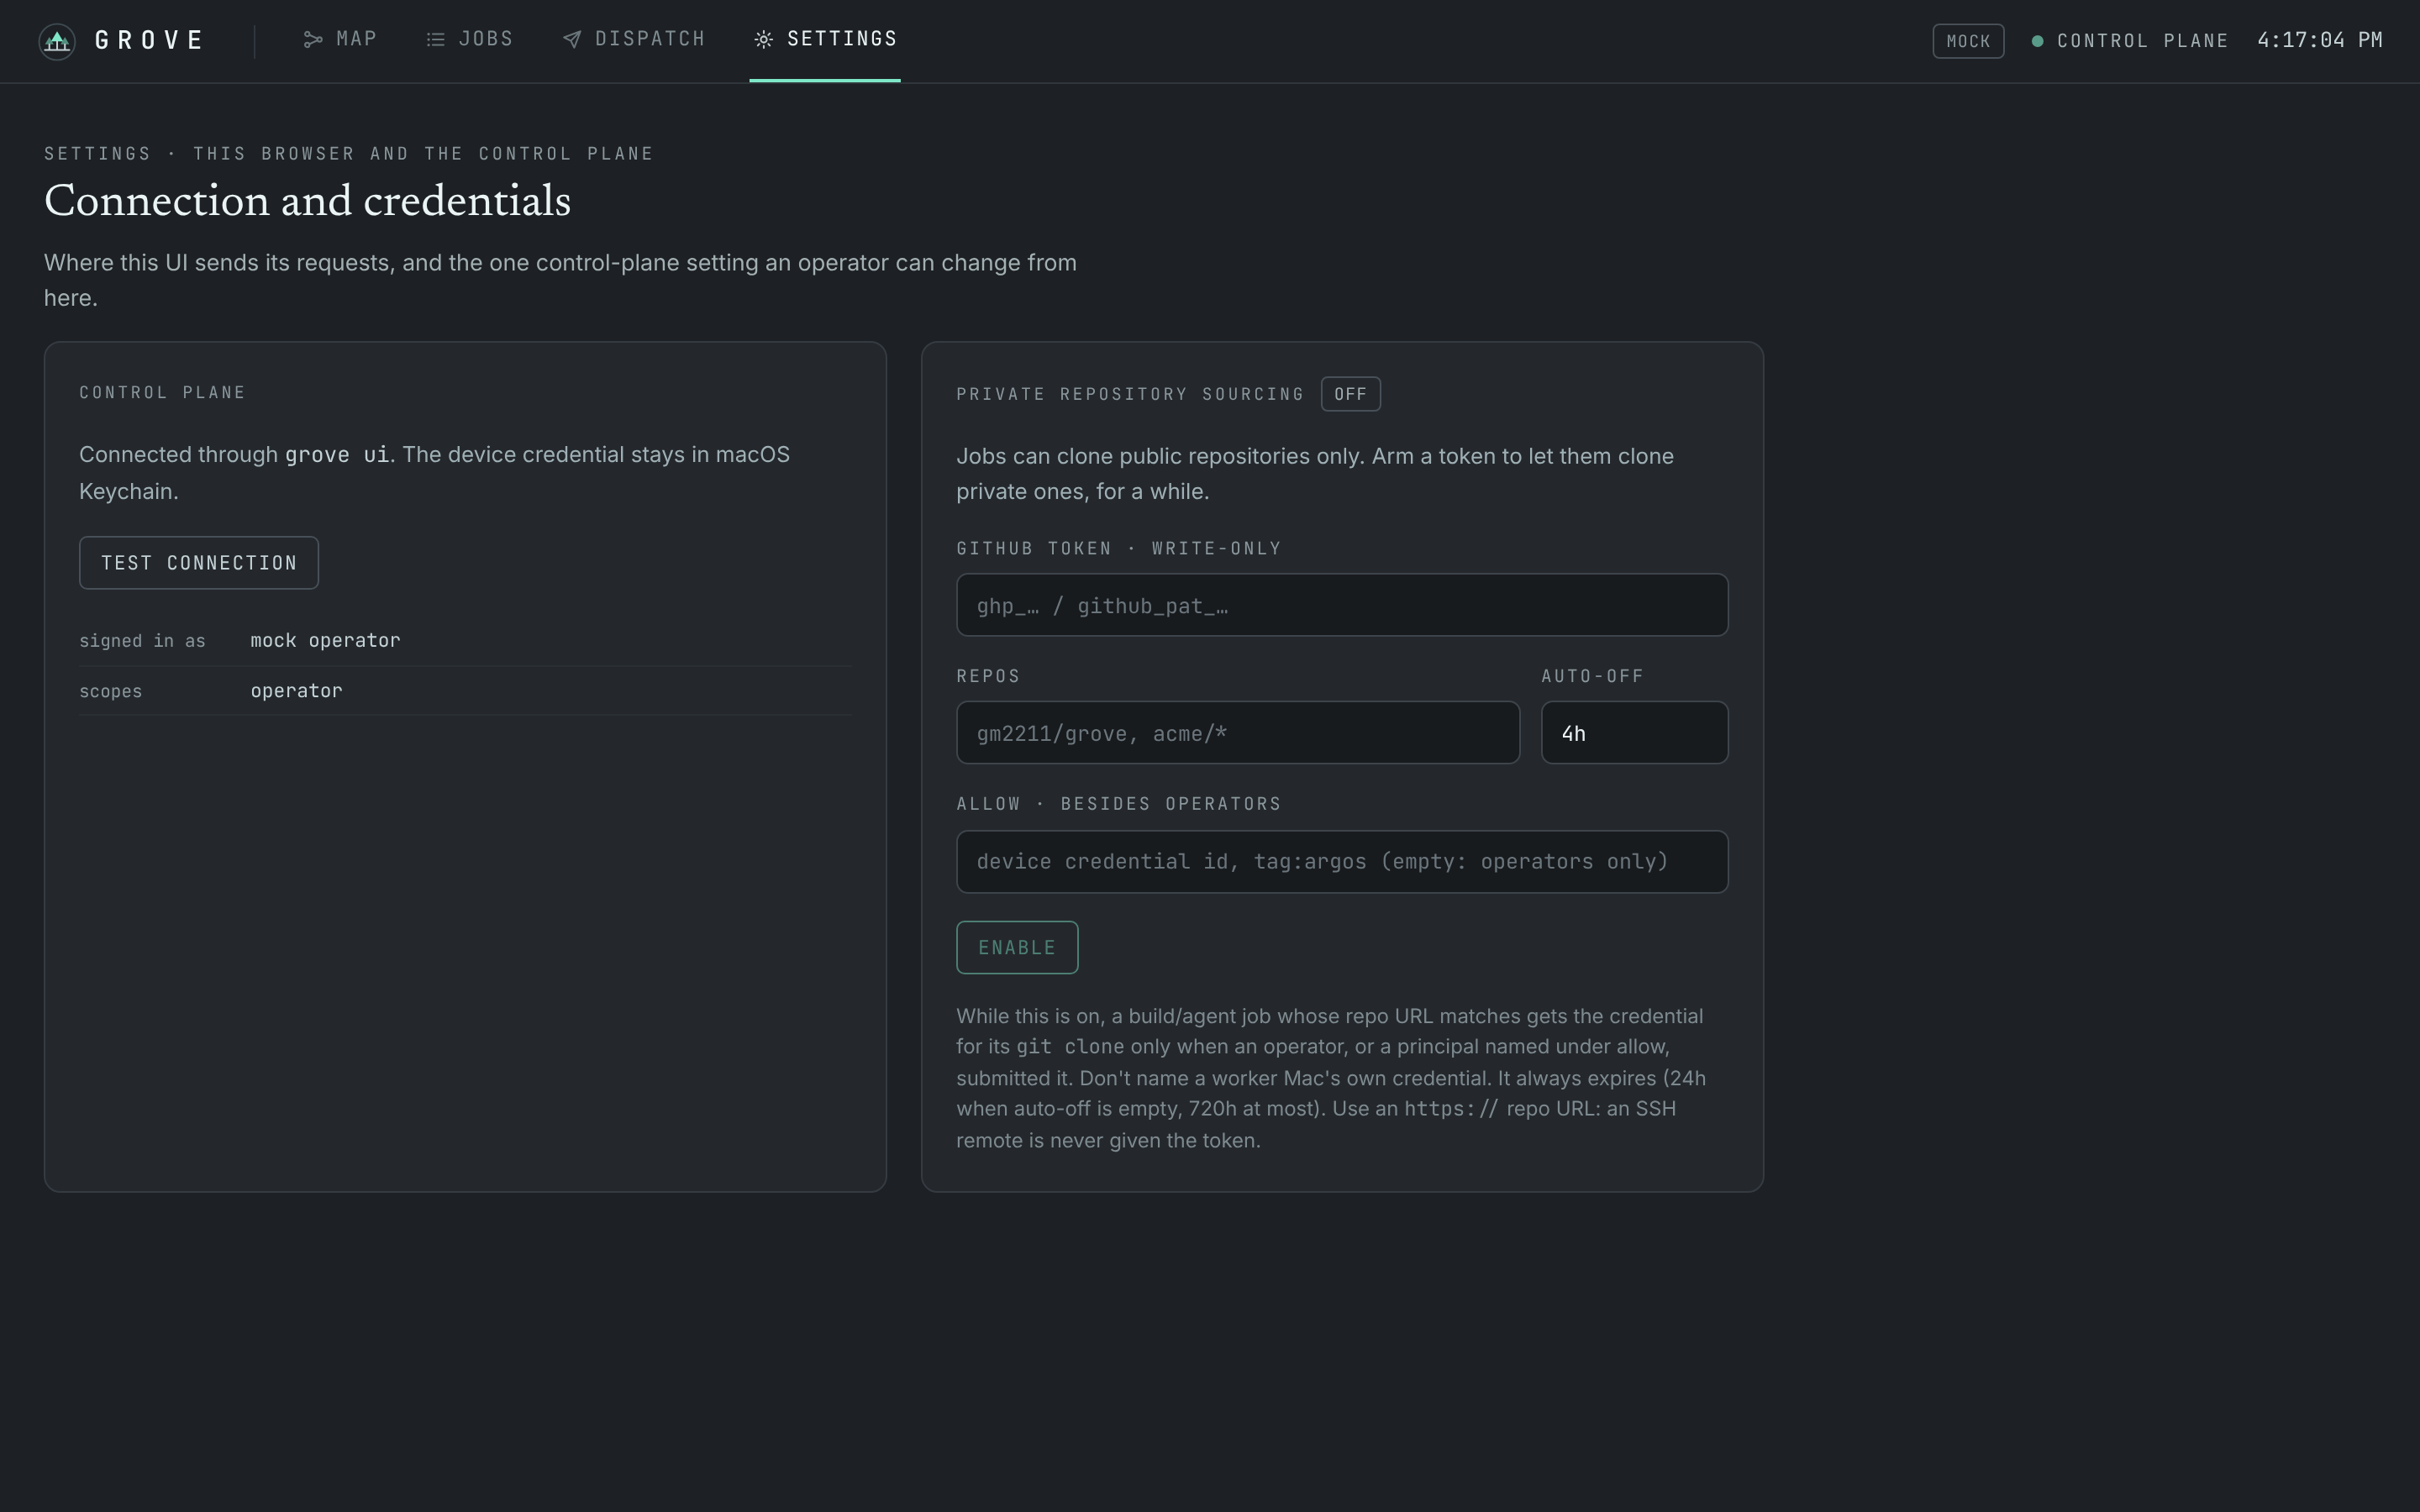 GROVE
MAP
JOBS
DISPATCH
SETTINGS
MOCK
CONTROL PLANE
4:17:04 PM
SETTINGS · THIS BROWSER AND THE CONTROL PLANE
Connection and credentials
Where this UI sends its requests, and the one control-plane setting an operator can change from
here.
CONTROL PLANE
Connected through grove ui. The device credential stays in macOS
Keychain.
TEST CONNECTION
signed in as mock operator
scopes operator
PRIVATE REPOSITORY SOURCING OFF
Jobs can clone public repositories only. Arm a token to let them clone
private ones, for a while.
GITHUB TOKEN · WRITE-ONLY
ghp_… / github_pat_…
REPOS
gm2211/grove, acme/*
AUTO-OFF
4h
ALLOW · BESIDES OPERATORS
device credential id, tag:argos (empty: operators only)
ENABLE
While this is on, a build/agent job whose repo URL matches gets the credential
for its git clone only when an operator, or a principal named under allow,
submitted it. Don't name a worker Mac's own credential. It always expires (24h
when auto-off is empty, 720h at most). Use an https:// repo URL: an SSH
remote is never given the token.